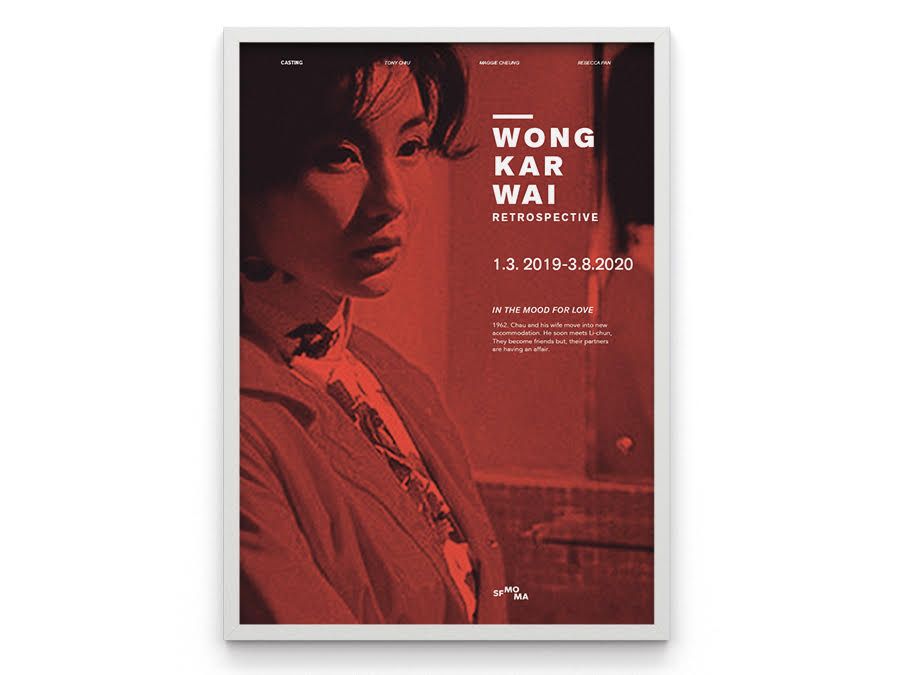 CASTING TONY CHIU MAGGIE CHEUNG REBECCA PAN
WONG
KAR
WAI
RETROSPECTIVE
1.3. 2019-3.8.2020
IN THE MOOD FOR LOVE
1962. Chau and his wife move into new
accommodation. He soon meets Li-chun,
They become friends but, their partners
are having an affair.
SFMO
MA